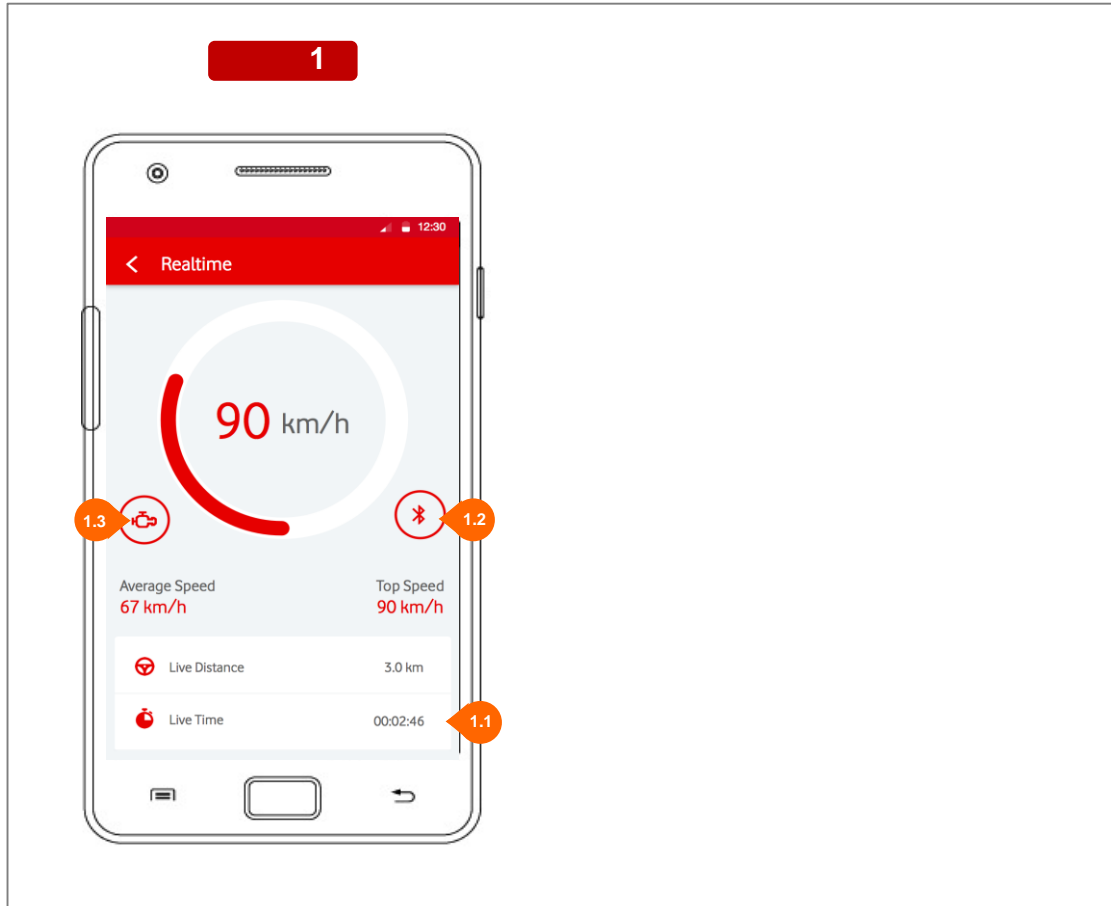 1
12:30
Realtime
90 km/h
1.3
1.2
Average Speed Top Speed
67 km/h 90 km/h
Live Distance 3.0 km
Live Time 00:02:46
1.1